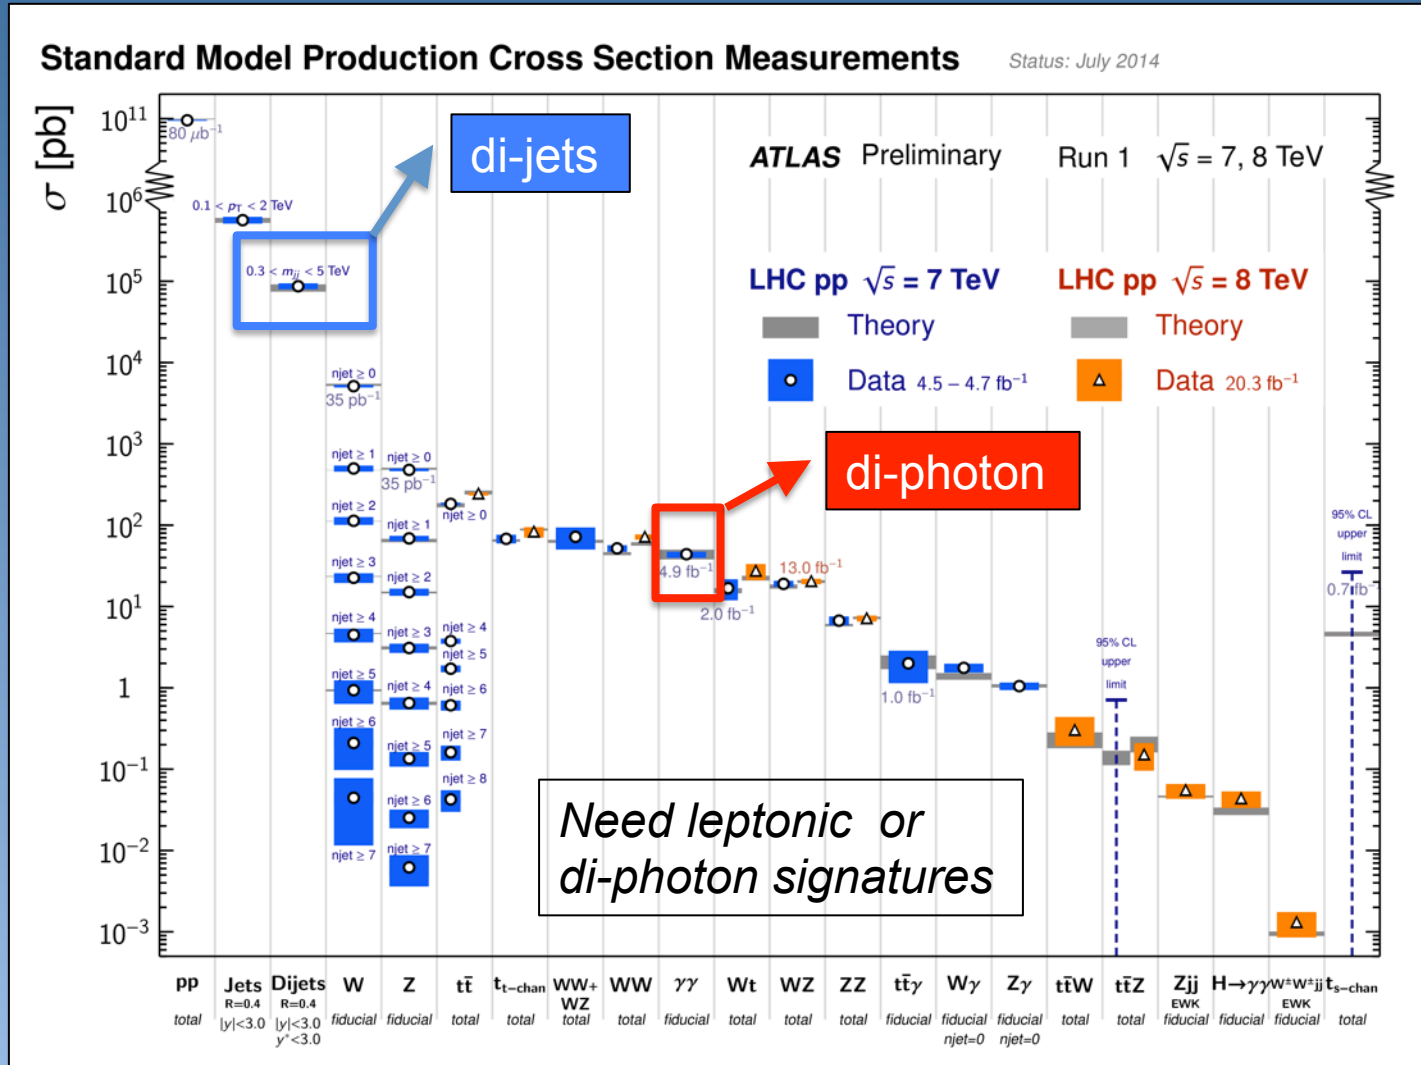 Standard Model Production Cross Section Measurements
Status: July 2014
σ [pb]
10¹¹
10⁶
10⁵
10⁴
10³
10²
10¹
1
10⁻¹
10⁻²
10⁻³
80 μb⁻¹
di-jets
ATLAS Preliminary
Run 1 √s = 7, 8 TeV
0.1 < pT < 2 TeV
0.3 < mjj < 5 TeV
LHC pp √s = 7 TeV
Theory
Data 4.5 – 4.7 fb⁻¹
LHC pp √s = 8 TeV
Theory
Data 20.3 fb⁻¹
njet ≥ 0
35 pb⁻¹
njet ≥ 1
njet ≥ 2
njet ≥ 3
njet ≥ 4
njet ≥ 5
njet ≥ 6
njet ≥ 7
njet ≥ 0
35 pb⁻¹
njet ≥ 1
njet ≥ 2
njet ≥ 3
njet ≥ 4
njet ≥ 5
njet ≥ 6
njet ≥ 7
njet ≥ 0
njet ≥ 4
njet ≥ 5
njet ≥ 6
njet ≥ 7
njet ≥ 8
di-photon
4.9 fb⁻¹
2.0 fb⁻¹
13.0 fb⁻¹
1.0 fb⁻¹
95% CL
upper
limit
95% CL
upper
limit
0.7 fb⁻¹
Need leptonic or
di-photon signatures
pp
total
Jets
R=0.4
|y|<3.0
Dijets
R=0.4
|y|<3.0
y*<3.0
W
fiducial
Z
fiducial
tt̄
total
tt−chan
total
WW+
WZ
total
WW
total
γγ
fiducial
Wt
total
WZ
total
ZZ
total
tt̄γ
fiducial
Wγ
fiducial
njet=0
Zγ
fiducial
njet=0
tt̄W
total
tt̄Z
total
Zjj
EWK
fiducial
H→γγ
fiducial
W±W±jj
EWK
fiducial
ts−chan
total